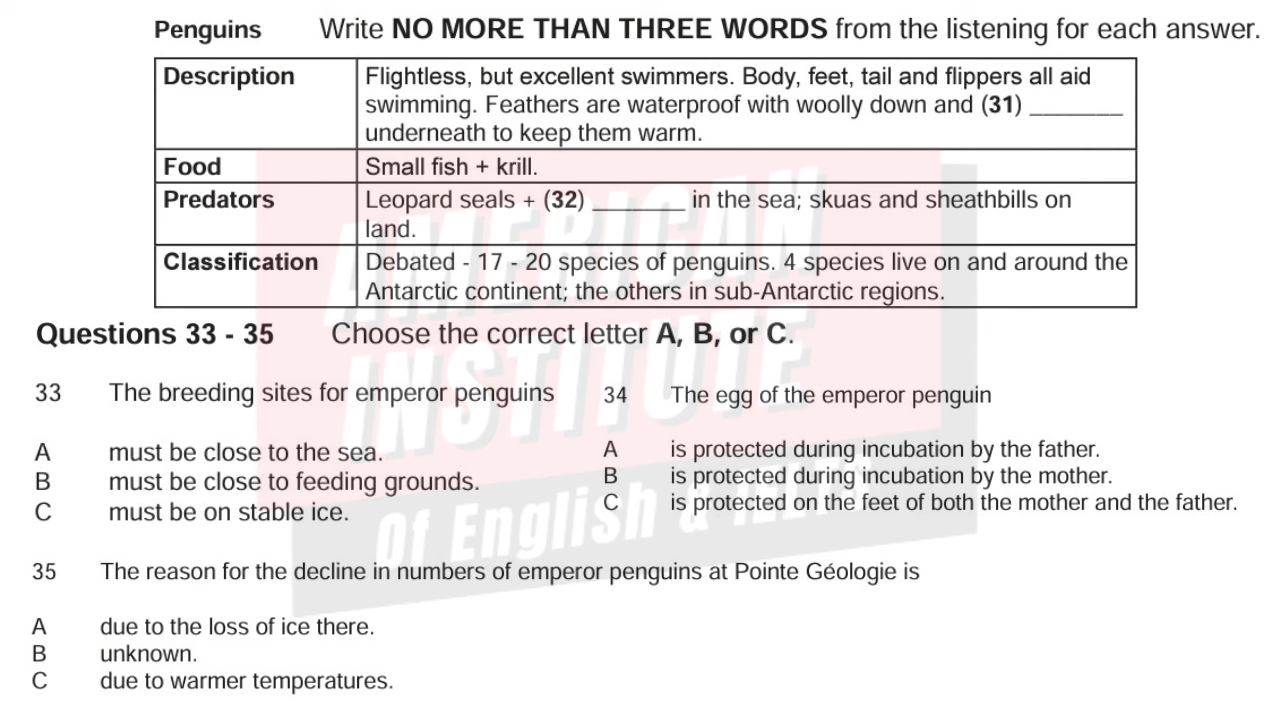 Penguins Write NO MORE THAN THREE WORDS from the listening for each answer.
Description Flightless, but excellent swimmers. Body, feet, tail and flippers all aid
swimming. Feathers are waterproof with woolly down and (31) _______
underneath to keep them warm.
Food Small fish + krill.
Predators Leopard seals + (32) _______ in the sea; skuas and sheathbills on
land.
Classification Debated - 17 - 20 species of penguins. 4 species live on and around the
Antarctic continent; the others in sub-Antarctic regions.
AMERICAN
INSTITUTE
Of English & IELTS
Questions 33 - 35 Choose the correct letter A, B, or C.
33 The breeding sites for emperor penguins
A must be close to the sea.
B must be close to feeding grounds.
C must be on stable ice.
34 The egg of the emperor penguin
A is protected during incubation by the father.
B is protected during incubation by the mother.
C is protected on the feet of both the mother and the father.
35 The reason for the decline in numbers of emperor penguins at Pointe Géologie is
A due to the loss of ice there.
B unknown.
C due to warmer temperatures.